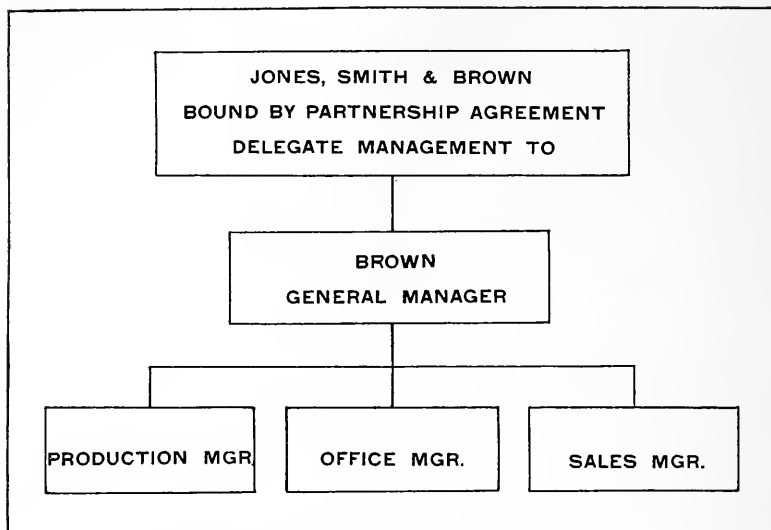 JONES, SMITH & BROWN
BOUND BY PARTNERSHIP AGREEMENT
DELEGATE MANAGEMENT TO
BROWN
GENERAL MANAGER
PRODUCTION MGR.
OFFICE MGR.
SALES MGR.